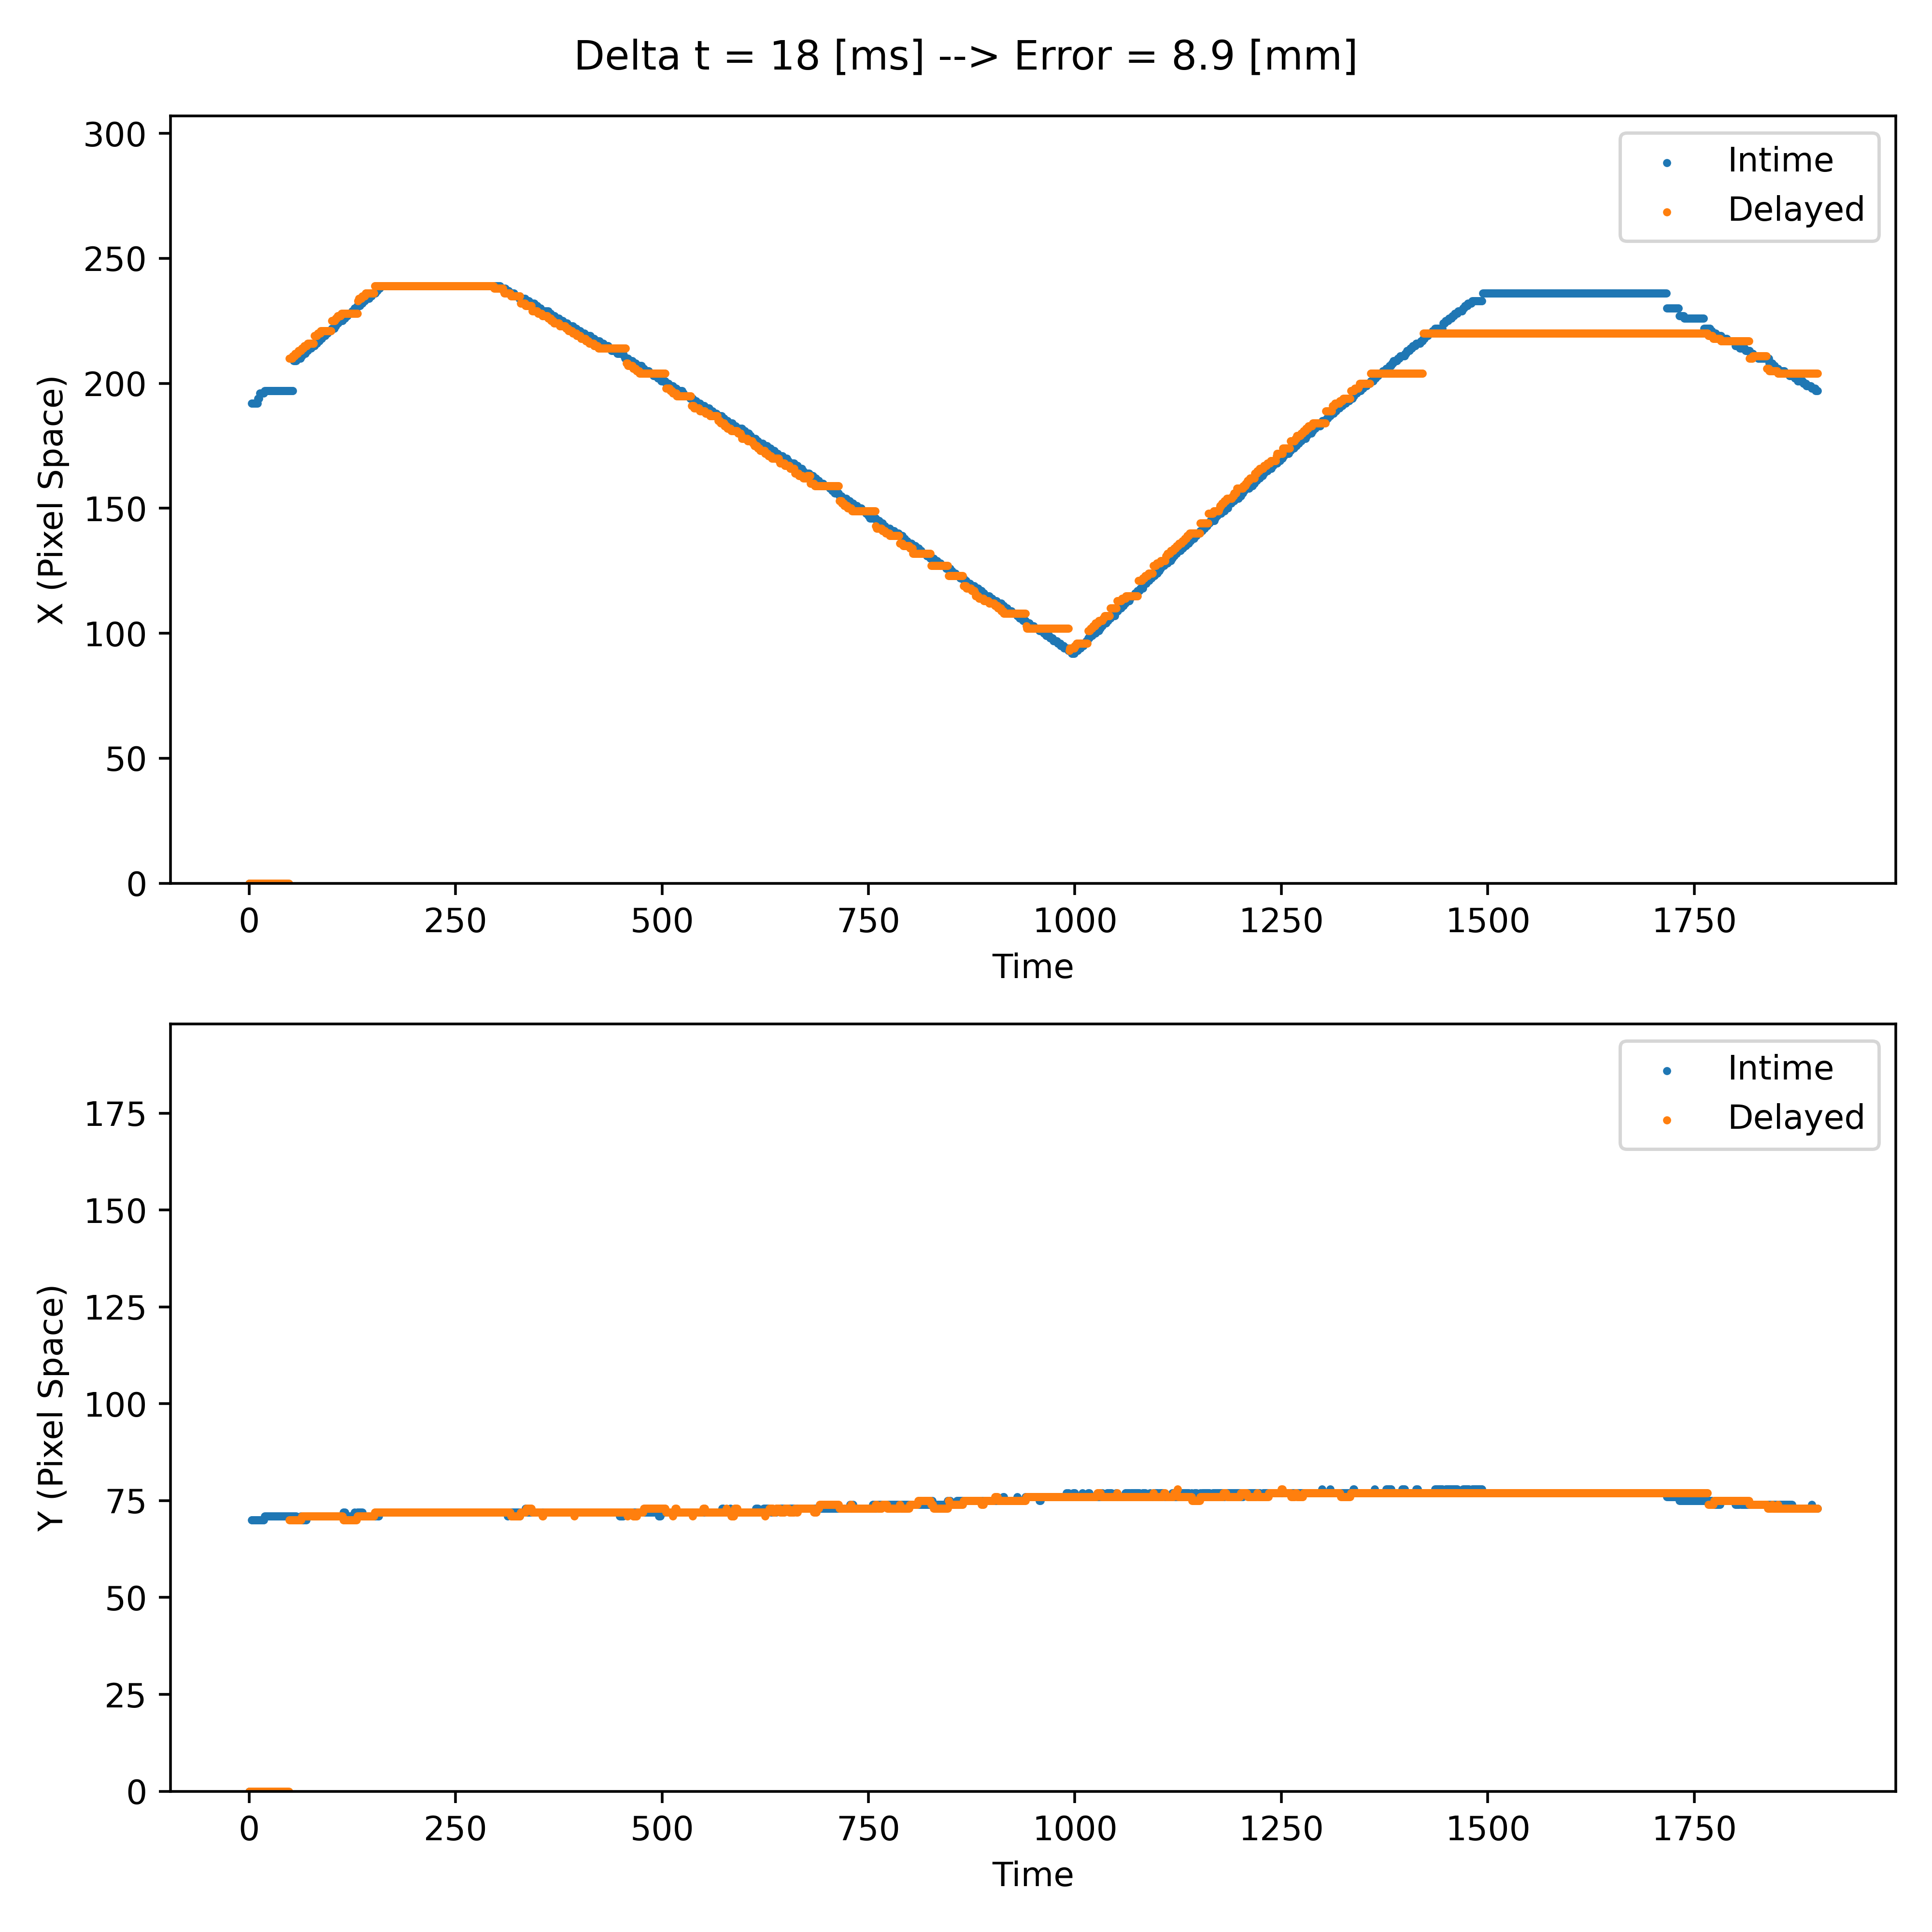 Delta t = 18 [ms] --> Error = 8.9 [mm]
300
250
200
150
100
50
0
X (Pixel Space)
Intime
Delayed
0 250 500 750 1000 1250 1500 1750
Time
175
150
125
100
75
50
25
0
Y (Pixel Space)
Intime
Delayed
0 250 500 750 1000 1250 1500 1750
Time